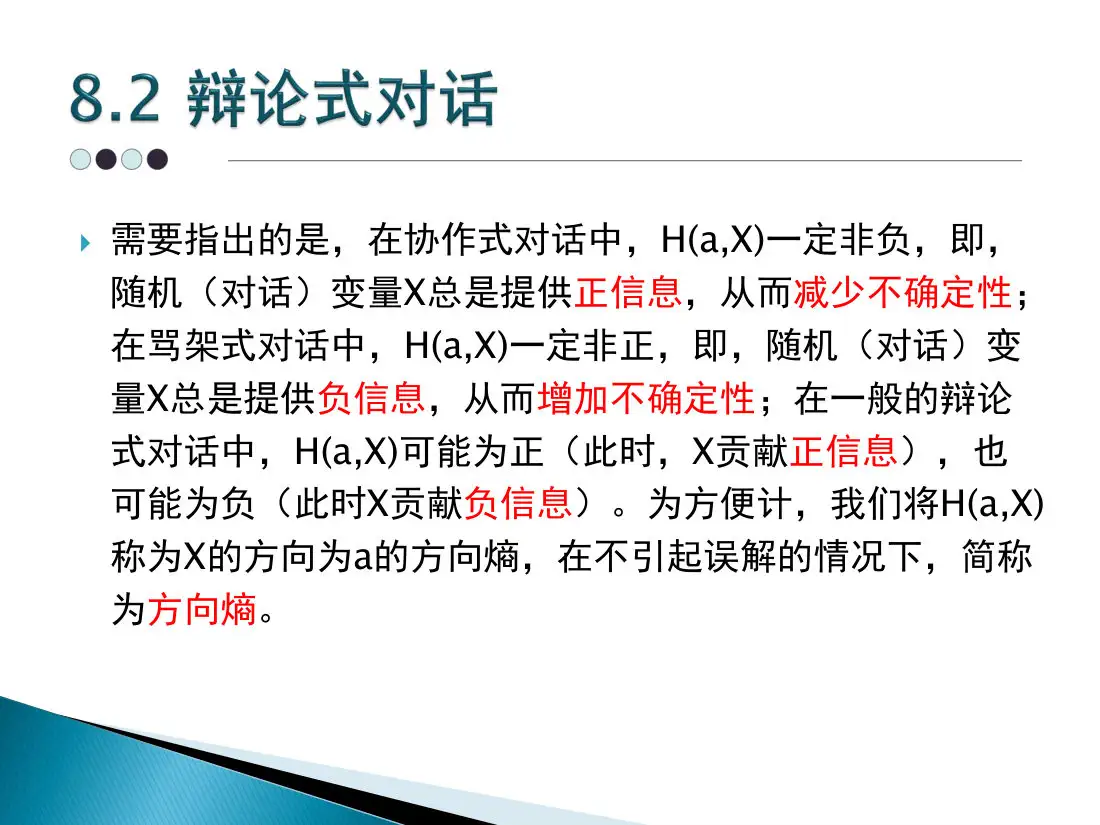 8.2 辩论式对话
需要指出的是，在协作式对话中，H(a,X)一定非负，即，
随机（对话）变量X总是提供正信息，从而减少不确定性；
在骂架式对话中，H(a,X)一定非正，即，随机（对话）变
量X总是提供负信息，从而增加不确定性；在一般的辩论
式对话中，H(a,X)可能为正（此时，X贡献正信息），也
可能为负（此时X贡献负信息）。为方便计，我们将H(a,X)
称为X的方向为a的方向熵，在不引起误解的情况下，简称
为方向熵。